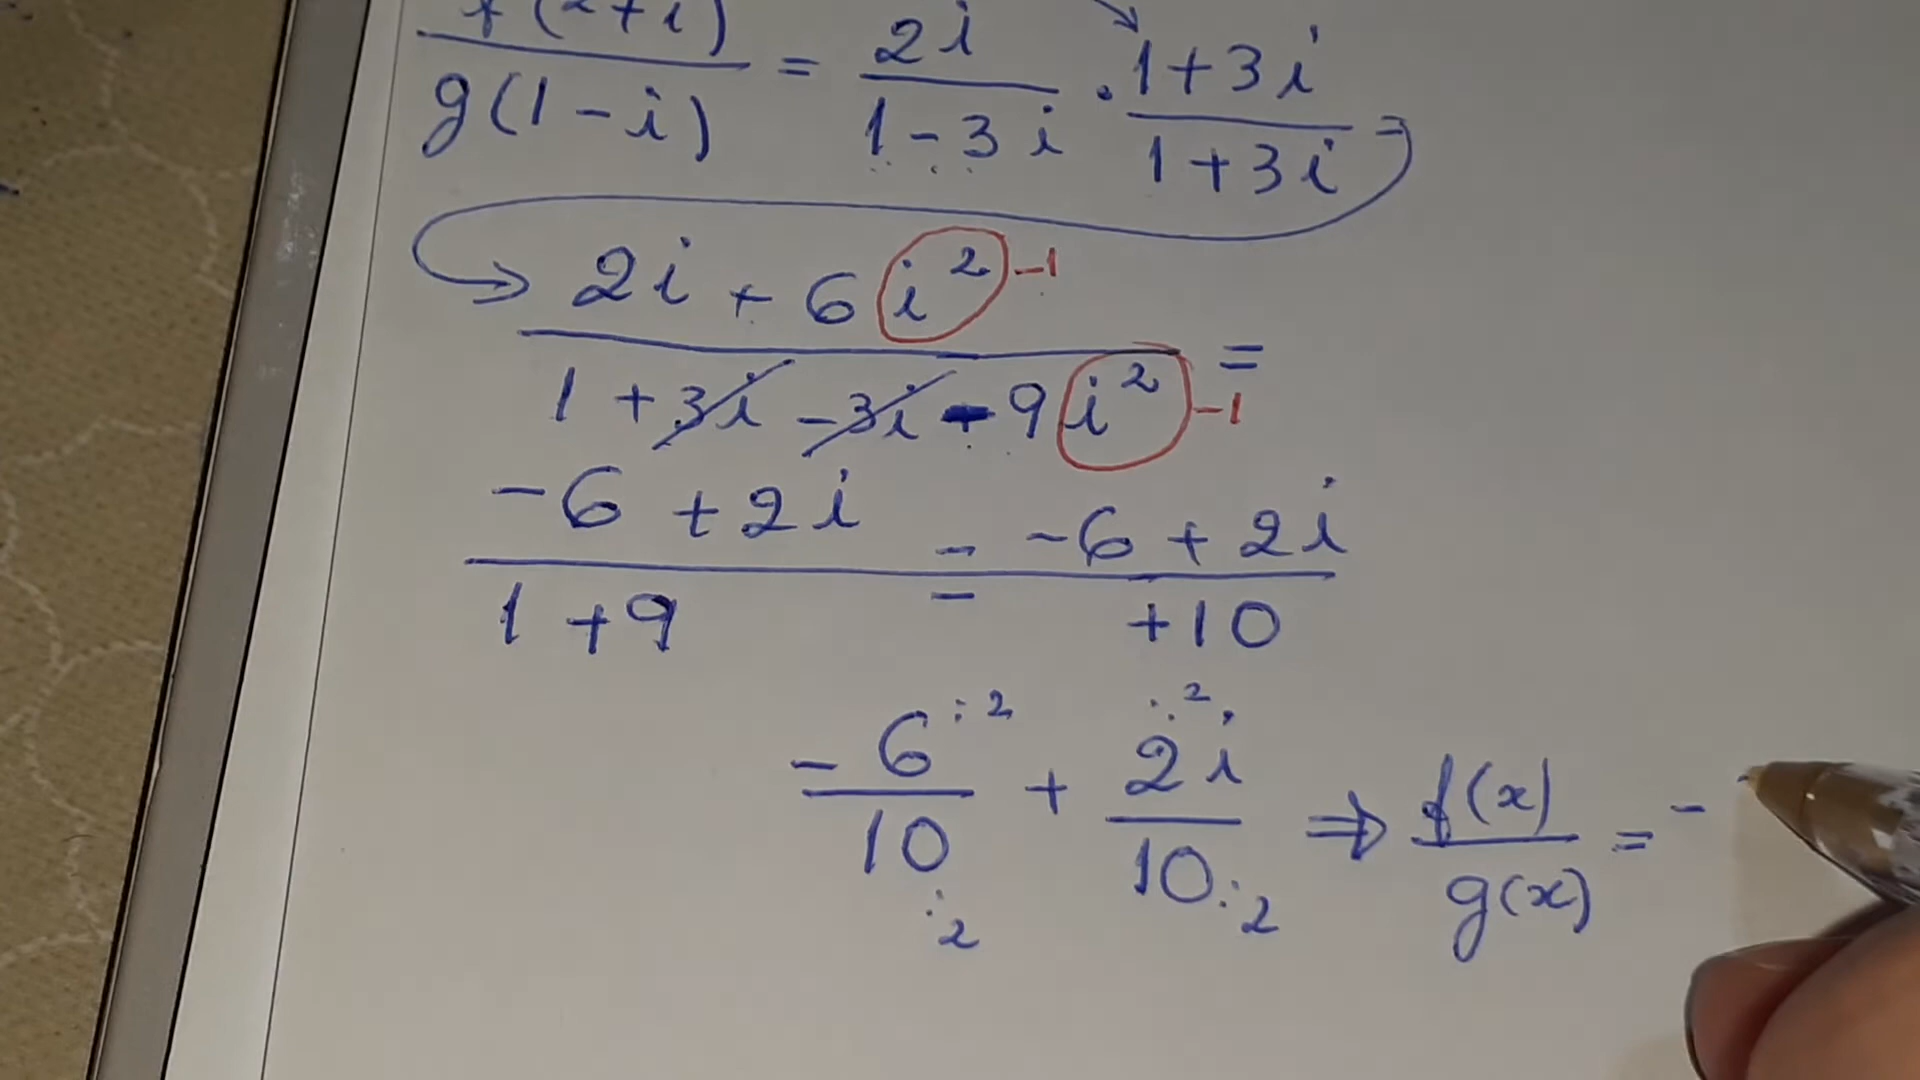 f(2+i) / g(1-i) = 2i / 1-3i · 1+3i / 1+3i =
2i + 6i² -1
1 + 3i - 3i - 9i² -1 =
-6 + 2i / 1 + 9 = -6 + 2i / +10
- 6:2 / 10:2 + 2i:2 / 10:2 ⇒ f(x) / g(x) = -